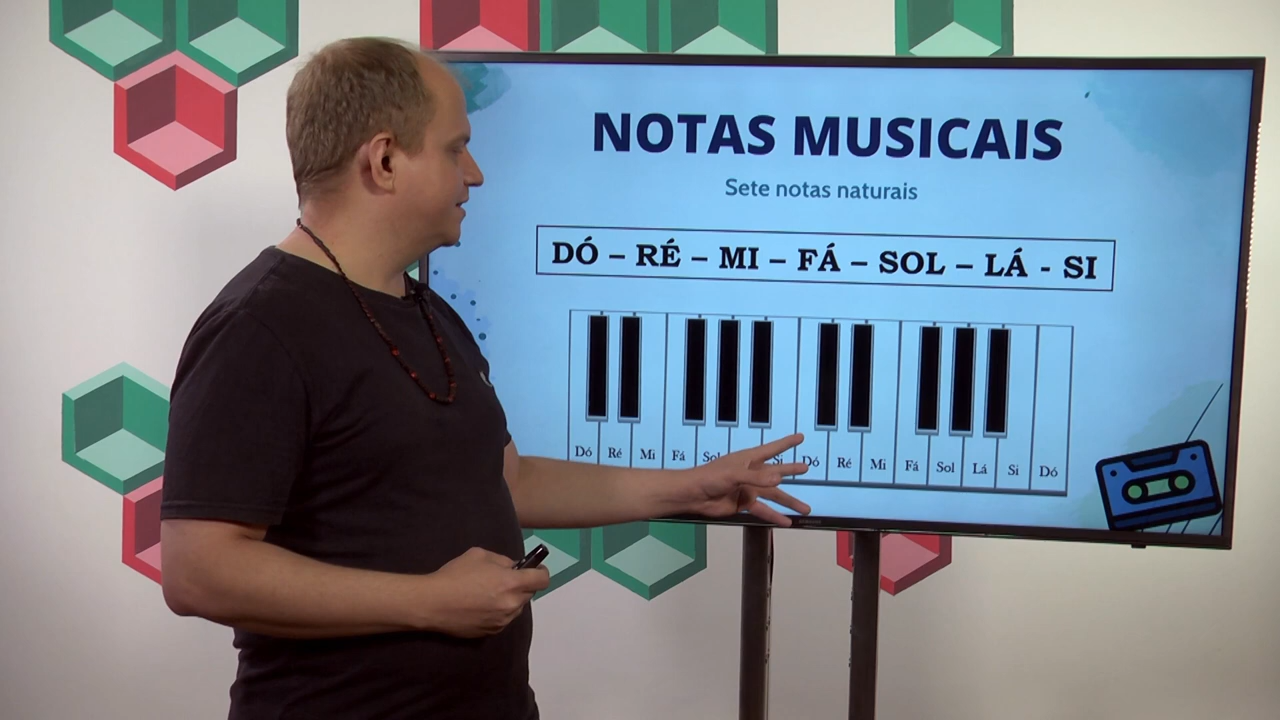 NOTAS MUSICAIS
Sete notas naturais
DÓ – RÉ – MI – FÁ – SOL – LÁ - SI
Dó Ré Mi Fá Sol Si Dó Ré Mi Fá Sol Lá Si Dó